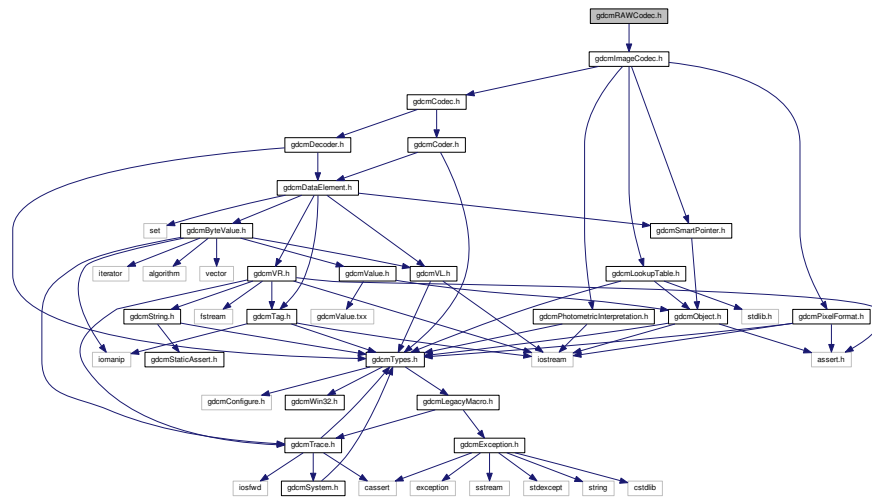 gdcmRAWCodec.h
gdcmImageCodec.h
gdcmCodec.h
gdcmDecoder.h
gdcmCoder.h
gdcmDataElement.h
set
gdcmByteValue.h
gdcmSmartPointer.h
iterator
algorithm
vector
gdcmVR.h
gdcmValue.h
gdcmVL.h
gdcmLookupTable.h
gdcmString.h
fstream
gdcmTag.h
gdcmValue.txx
gdcmPhotometricInterpretation.h
gdcmObject.h
stdlib.h
gdcmPixelFormat.h
iomanip
gdcmStaticAssert.h
gdcmTypes.h
iostream
assert.h
gdcmConfigure.h
gdcmWin32.h
gdcmLegacyMacro.h
gdcmTrace.h
gdcmException.h
iosfwd
gdcmSystem.h
cassert
exception
sstream
stdexcept
string
cstdlib